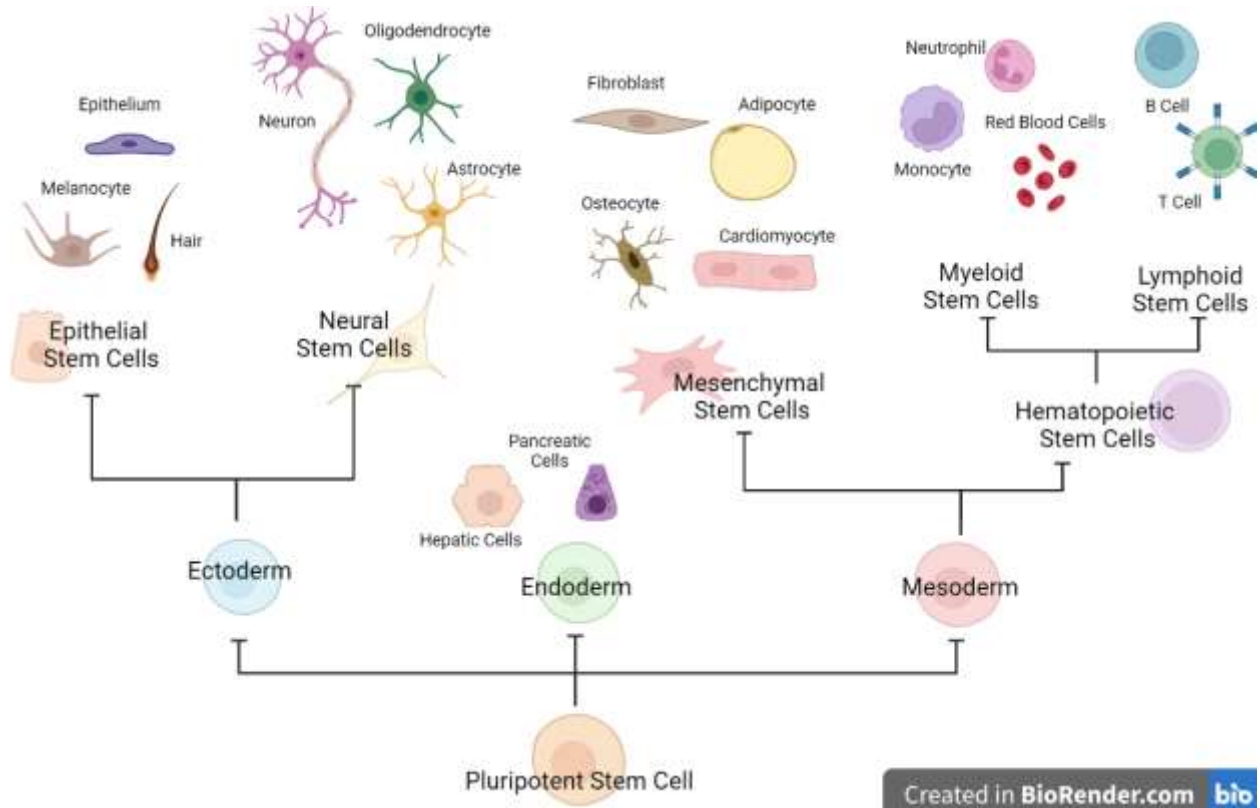 Oligodendrocyte
Neutrophil
Fibroblast
Epithelium
Adipocyte
B Cell
Neuron
Red Blood Cells
Monocyte
Melanocyte
Astrocyte
T Cell
Osteocyte
Hair
Cardiomyocyte
Myeloid
Stem Cells
Lymphoid
Stem Cells
Epithelial
Stem Cells
Neural
Stem Cells
Mesenchymal
Stem Cells
Hematopoietic
Stem Cells
Pancreatic
Cells
Hepatic Cells
Ectoderm
Endoderm
Mesoderm
Pluripotent Stem Cell
Created in BioRender.com bio